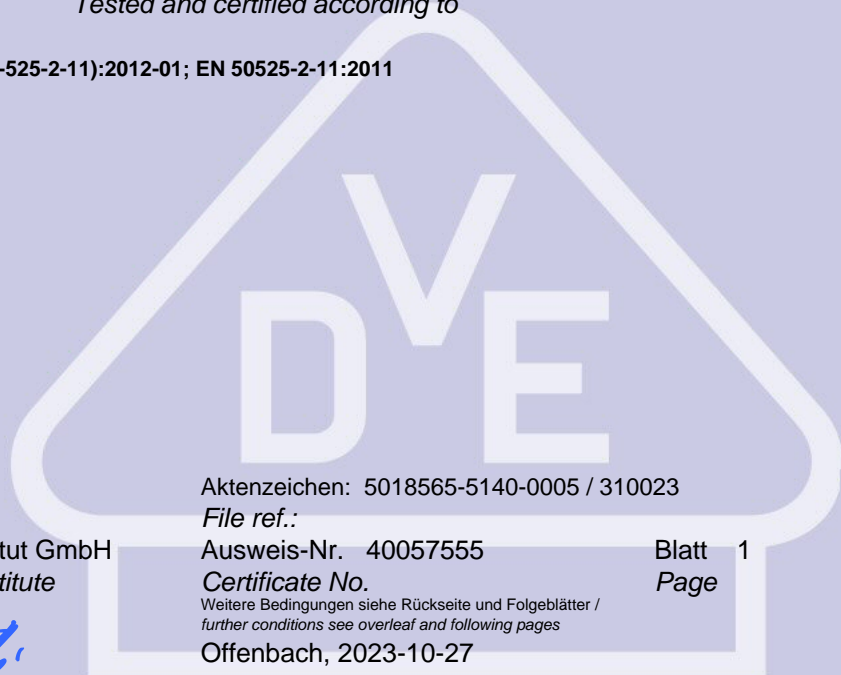 Tested and certified according to
-525-2-11):2012-01; EN 50525-2-11:2011
VDE
Aktenzeichen: 5018565-5140-0005 / 310023
File ref.:
tut GmbH Ausweis-Nr. 40057555 Blatt 1
titute Certificate No. Page
Weitere Bedingungen siehe Rückseite und Folgeblätter /
further conditions see overleaf and following pages
Offenbach, 2023-10-27